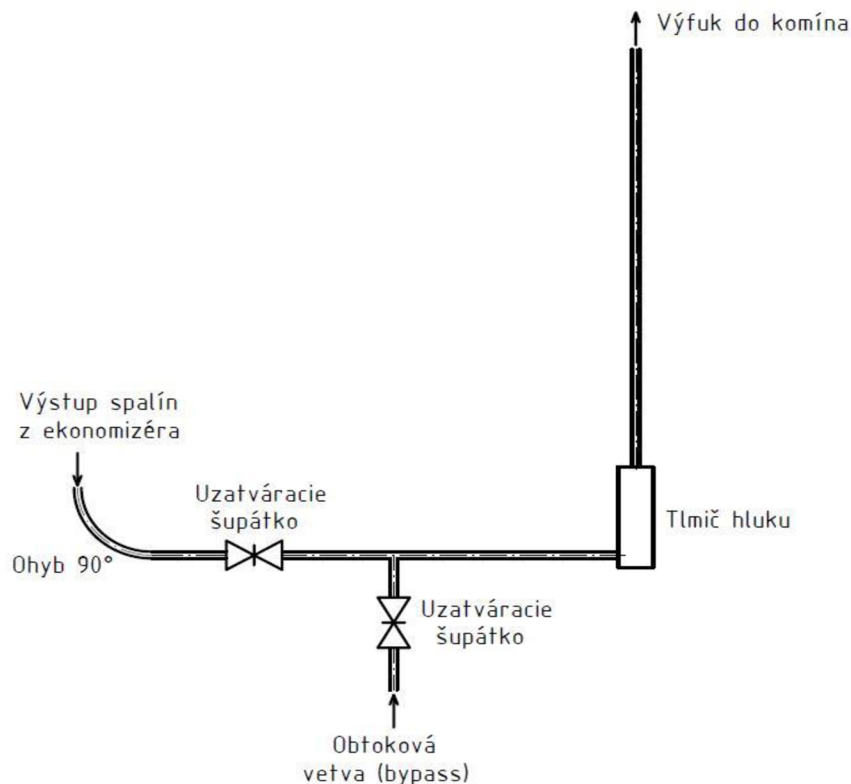 Výfuk do komína
Výstup spalín
z ekonomizéra
Uzatváracie
šupátko
Tlmič hluku
Ohyb 90°
Uzatváracie
šupátko
Obtoková
vetva (bypass)